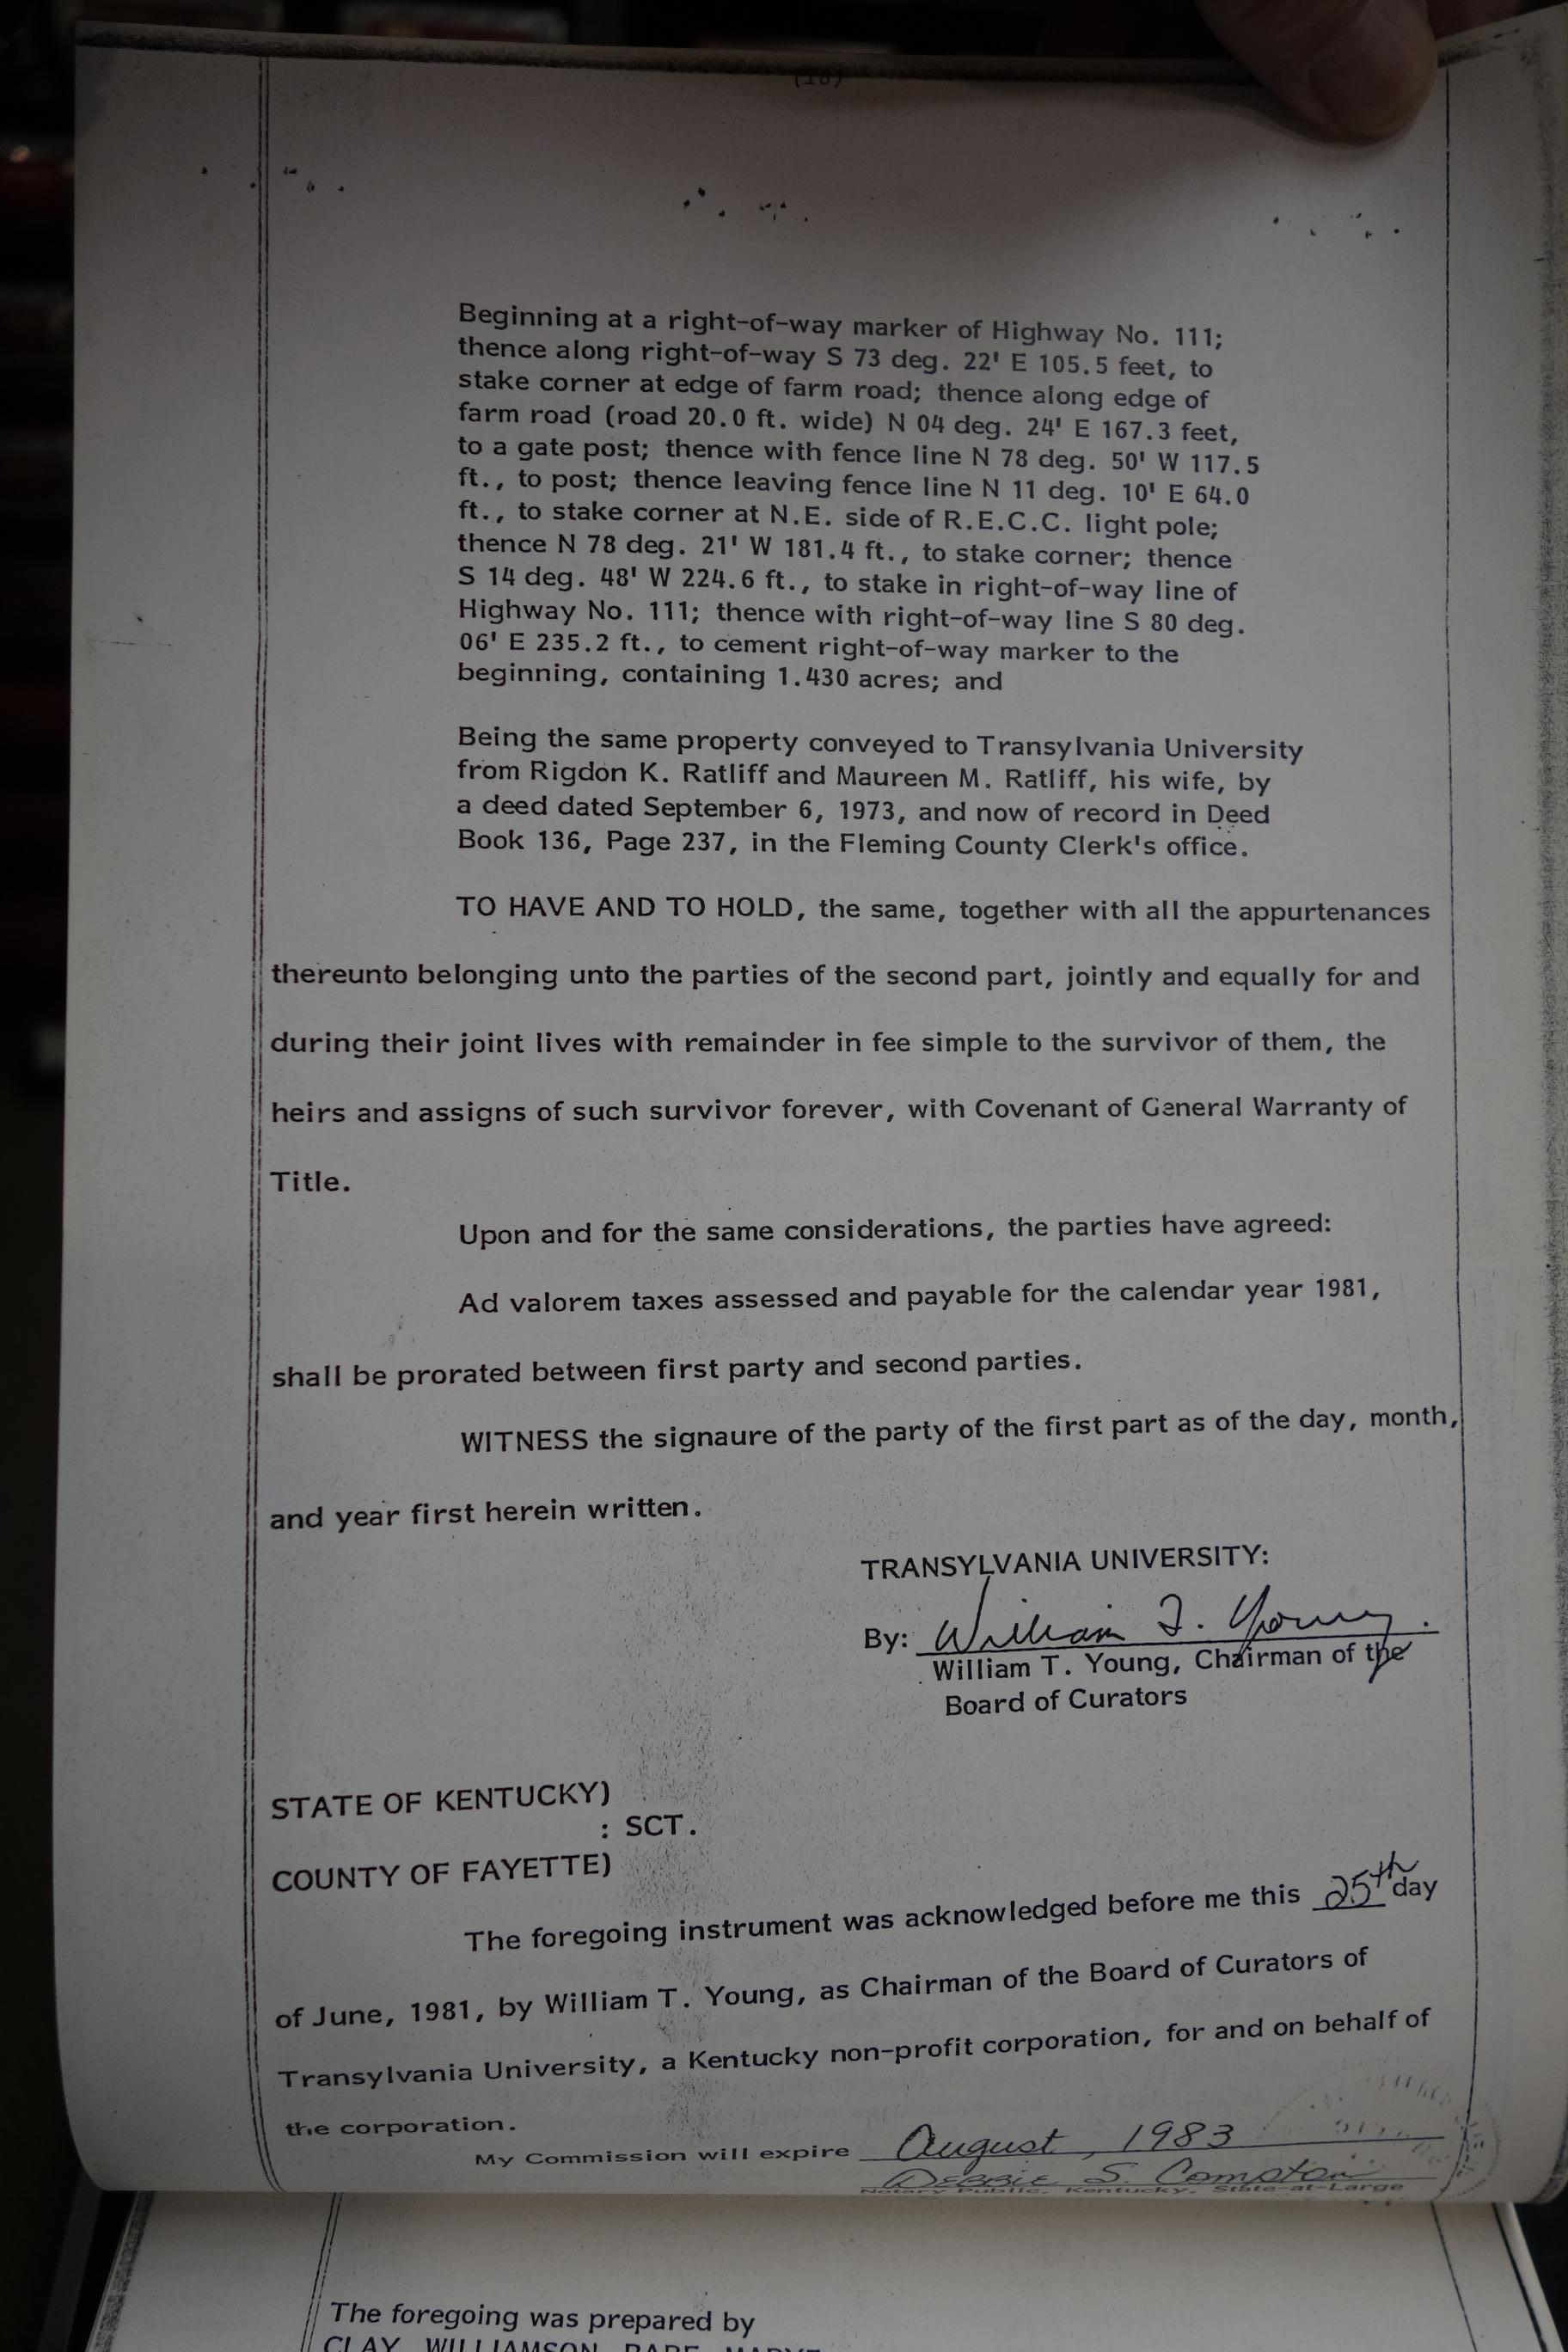 (18)
Beginning at a right-of-way marker of Highway No. 111;
thence along right-of-way S 73 deg. 22' E 105.5 feet, to
stake corner at edge of farm road; thence along edge of
farm road (road 20.0 ft. wide) N 04 deg. 24' E 167.3 feet,
to a gate post; thence with fence line N 78 deg. 50' W 117.5
ft., to post; thence leaving fence line N 11 deg. 10' E 64.0
ft., to stake corner at N.E. side of R.E.C.C. light pole;
thence N 78 deg. 21' W 181.4 ft., to stake corner; thence
S 14 deg. 48' W 224.6 ft., to stake in right-of-way line of
Highway No. 111; thence with right-of-way line S 80 deg.
06' E 235.2 ft., to cement right-of-way marker to the
beginning, containing 1.430 acres; and
Being the same property conveyed to Transylvania University
from Rigdon K. Ratliff and Maureen M. Ratliff, his wife, by
a deed dated September 6, 1973, and now of record in Deed
Book 136, Page 237, in the Fleming County Clerk's office.
TO HAVE AND TO HOLD, the same, together with all the appurtenances
thereunto belonging unto the parties of the second part, jointly and equally for and
during their joint lives with remainder in fee simple to the survivor of them, the
heirs and assigns of such survivor forever, with Covenant of General Warranty of
Title.
Upon and for the same considerations, the parties have agreed:
Ad valorem taxes assessed and payable for the calendar year 1981,
shall be prorated between first party and second parties.
WITNESS the signaure of the party of the first part as of the day, month,
and year first herein written.
TRANSYLVANIA UNIVERSITY:
By: William T. Young.
William T. Young, Chairman of the
Board of Curators
STATE OF KENTUCKY)
: SCT.
COUNTY OF FAYETTE)
The foregoing instrument was acknowledged before me this 25th day
of June, 1981, by William T. Young, as Chairman of the Board of Curators of
Transylvania University, a Kentucky non-profit corporation, for and on behalf of
the corporation.
My Commission will expire August, 1983
Debbie S. Compton
Notary Public, Kentucky, State-at-Large
The foregoing was prepared by
CLAY, WILLIAMSON,